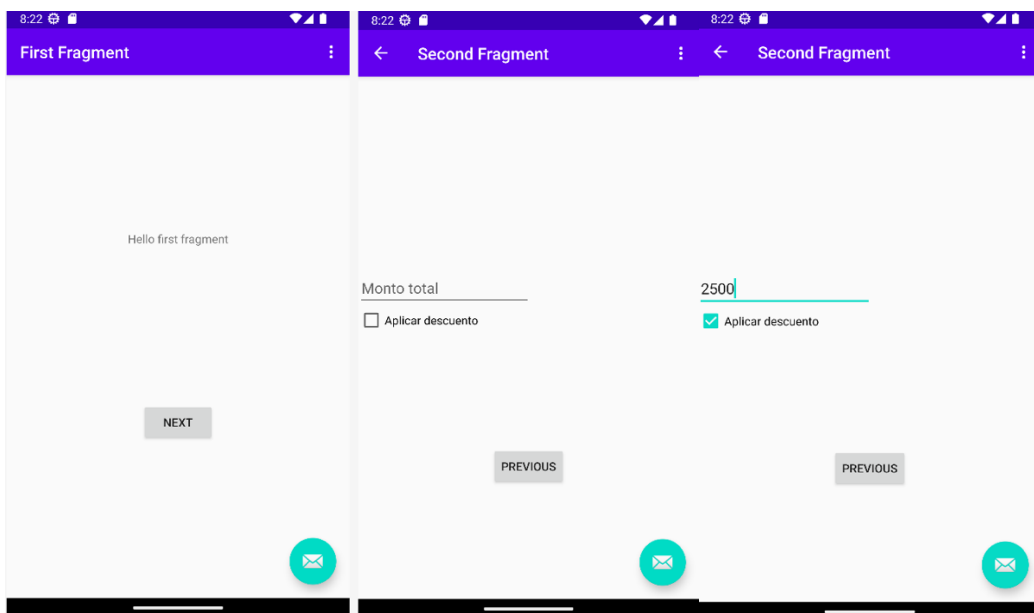 8:22
First Fragment
Hello first fragment
NEXT
8:22
Second Fragment
Monto total
Aplicar descuento
PREVIOUS
8:22
Second Fragment
2500
Aplicar descuento
PREVIOUS